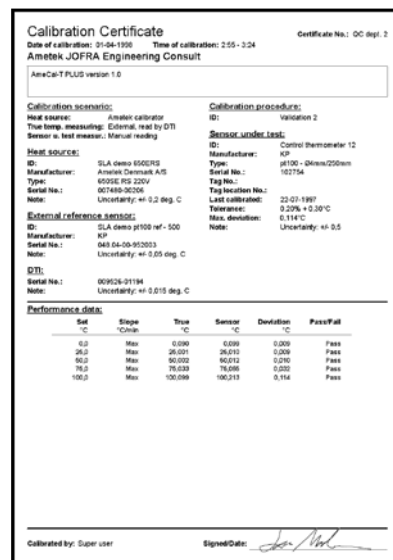 Calibration Certificate
Certificate No.: QC dept. 2
Date of calibration: 01-04-1998 Time of calibration: 2:55 - 3:24
Ametek JOFRA Engineering Consult
AmeCal-T PLUS version 1.0
Calibration scenario:
Heat source: Ametek calibrator
True temp. measuring: External, read by DTI
Sensor u. test measur.: Manual reading
Heat source:
ID: SLA demo 650ERS
Manufacturer: Ametek Denmark A/S
Type: 650SE RS 220V
Serial No.: 007480-00206
Note: Uncertainty: +/- 0,2 deg. C
External reference sensor:
ID: SLA demo pt100 ref - 500
Manufacturer: KP
Serial No.: 048.04-00-952003
Note: Uncertainty: +/- 0,05 deg. C
DTI:
Serial No.: 009526-01194
Note: Uncertainty: +/- 0,015 deg. C
Calibration procedure:
ID: Validation 2
Sensor under test:
ID: Control thermometer 12
Manufacturer: KP
Type: pt100 - Ø4mm/250mm
Serial No.: 102754
Tag No.:
Tag location No.:
Last calibrated: 22-07-1997
Tolerance: 0,20% + 0,30°C
Max. deviation: 0,114°C
Note: Uncertainty: +/- 0,5
Performance data:
Set Slope True Sensor Deviation Pass/Fail
°C °C/min °C °C °C
0,0 Max 0,090 0,099 0,009 Pass
25,0 Max 25,001 25,010 0,009 Pass
50,0 Max 50,002 50,012 0,010 Pass
75,0 Max 75,033 75,055 0,022 Pass
100,0 Max 100,099 100,213 0,114 Pass
Calibrated by: Super user Signed/Date: